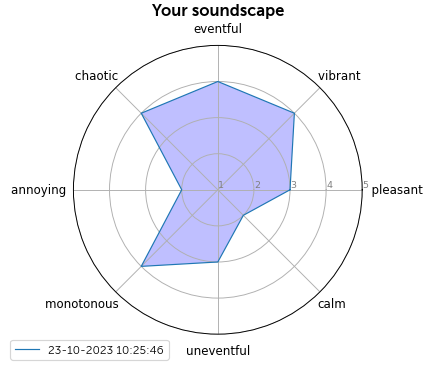 Your soundscape
eventful
chaotic
vibrant
annoying
1
2
3
4
5
pleasant
monotonous
calm
uneventful
23-10-2023 10:25:46